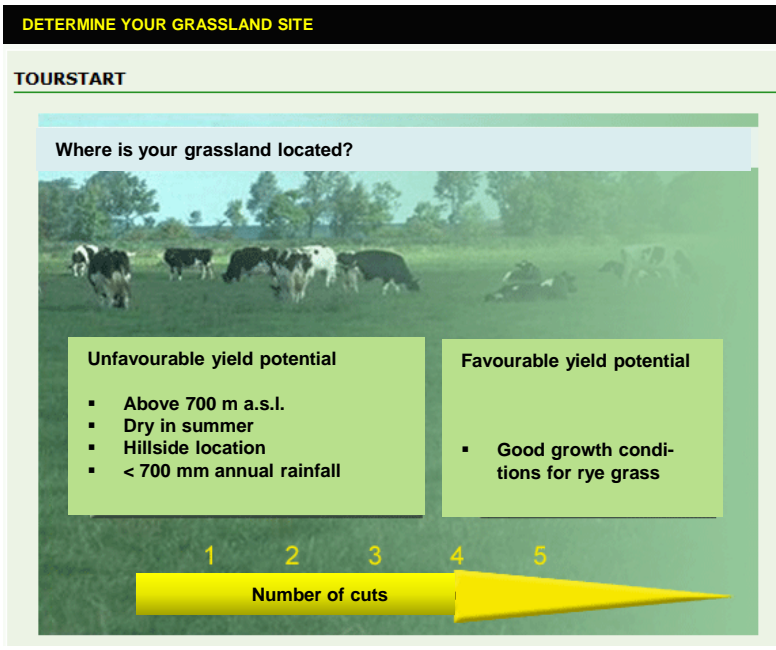 DETERMINE YOUR GRASSLAND SITE
TOURSTART
Where is your grassland located?
Unfavourable yield potential
▪ Above 700 m a.s.l.
▪ Dry in summer
▪ Hillside location
▪ < 700 mm annual rainfall
Favourable yield potential
▪ Good growth condi-
tions for rye grass
1 2 3 4 5
Number of cuts